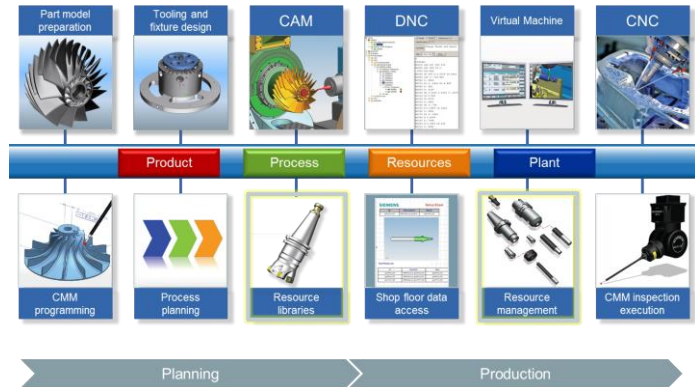 Part model
preparation
Tooling and
fixture design
CAM
DNC
Virtual Machine
CNC
Product
Process
Resources
Plant
SIEMENS
CMM
programming
Process
planning
Resource
libraries
Shop floor data
access
Resource
management
CMM inspection
execution
Planning
Production